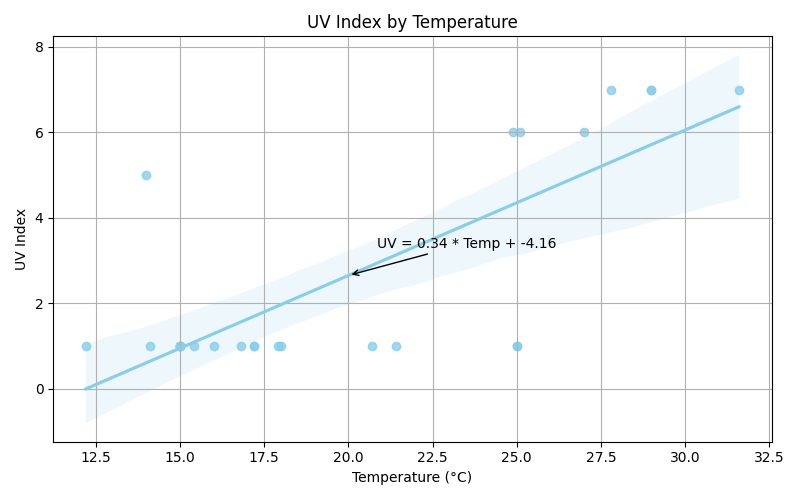 UV Index by Temperature
8
6
4
2
0
UV Index
UV = 0.34 * Temp + -4.16
12.5 15.0 17.5 20.0 22.5 25.0 27.5 30.0 32.5
Temperature (°C)